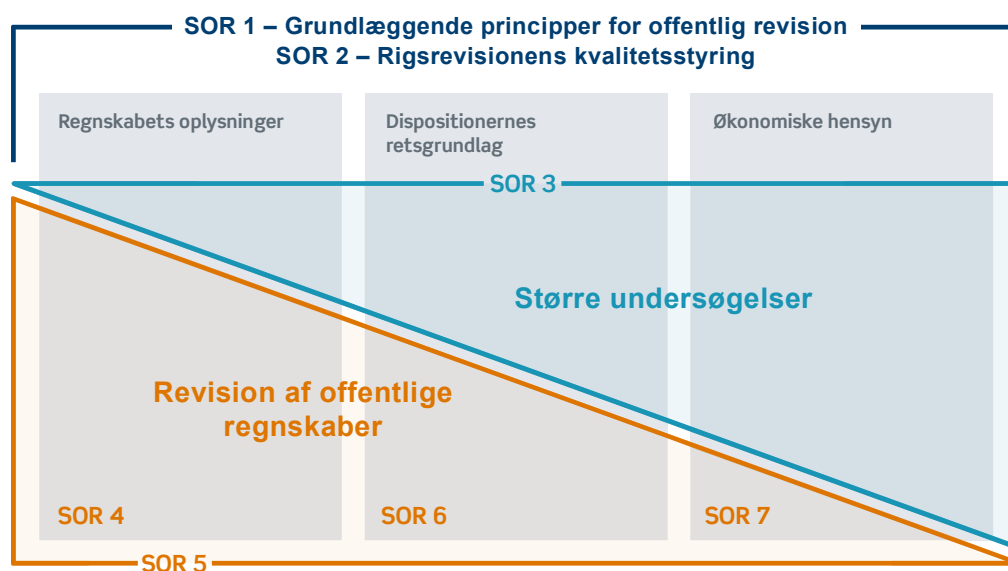 SOR 1 – Grundlæggende principper for offentlig revision
SOR 2 – Rigsrevisionens kvalitetsstyring
Regnskabets oplysninger
Dispositionernes
retsgrundlag
Økonomiske hensyn
SOR 3
Større undersøgelser
Revision af offentlige
regnskaber
SOR 4
SOR 6
SOR 7
SOR 5